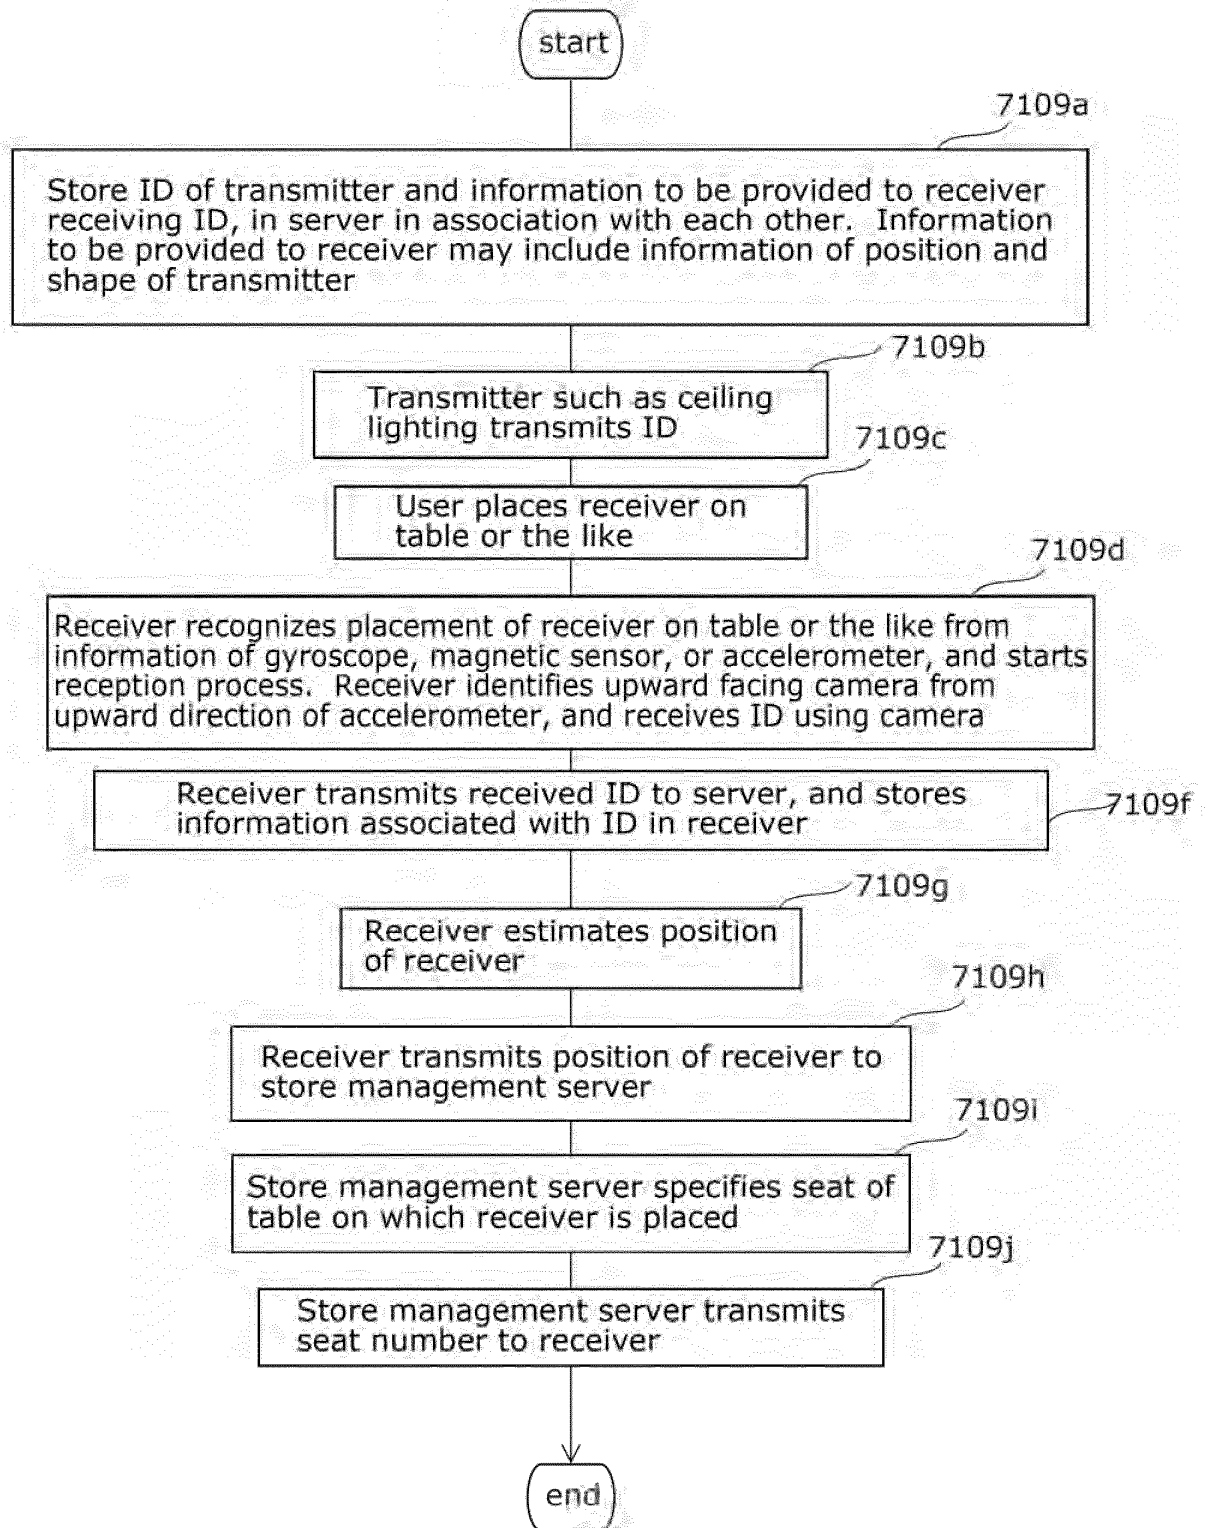 start
7109a
Store ID of transmitter and information to be provided to receiver
receiving ID, in server in association with each other.  Information
to be provided to receiver may include information of position and
shape of transmitter
7109b
Transmitter such as ceiling
lighting transmits ID
7109c
User places receiver on
table or the like
7109d
Receiver recognizes placement of receiver on table or the like from
information of gyroscope, magnetic sensor, or accelerometer, and starts
reception process.  Receiver identifies upward facing camera from
upward direction of accelerometer, and receives ID using camera
Receiver transmits received ID to server, and stores
information associated with ID in receiver
7109f
7109g
Receiver estimates position
of receiver
7109h
Receiver transmits position of receiver to
store management server
7109i
Store management server specifies seat of
table on which receiver is placed
7109j
Store management server transmits
seat number to receiver
end